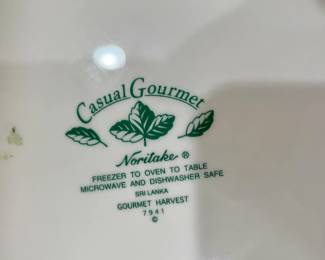 Casual Gourmet
Noritake ®
FREEZER TO OVEN TO TABLE
MICROWAVE AND DISHWASHER SAFE
SRI LANKA
GOURMET HARVEST
7941
©